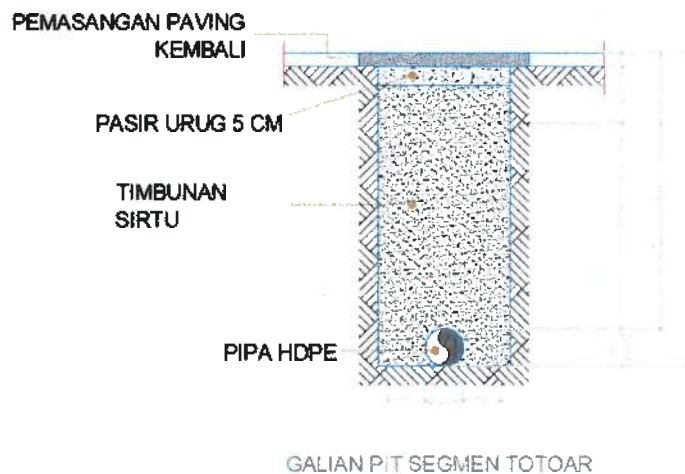 PEMASANGAN PAVING
KEMBALI
PASIR URUG 5 CM
TIMBUNAN
SIRTU
PIPA HDPE
GALIAN PIT SEGMEN TOTOAR